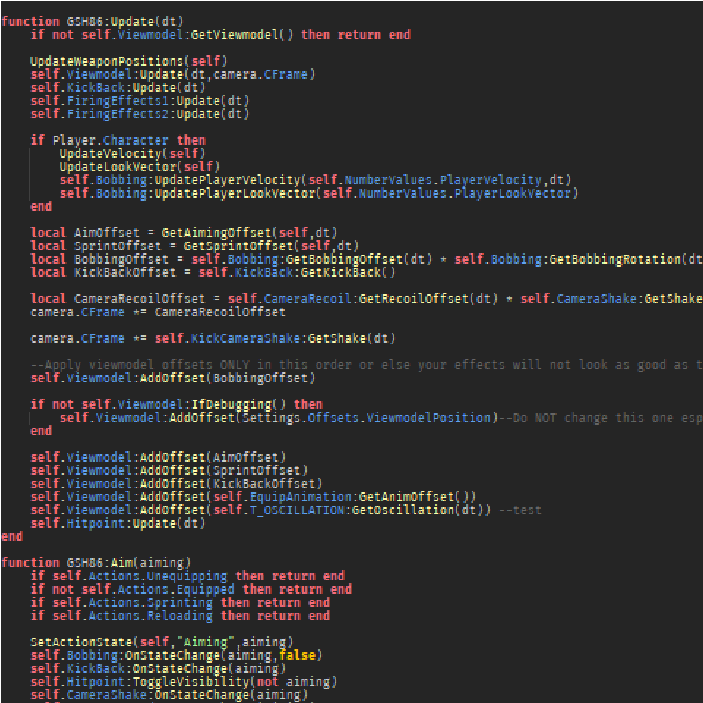 function GSH86:Update(dt)
if not self.Viewmodel:GetViewmodel() then return end
UpdateWeaponPositions(self)
self.Viewmodel:Update(dt,camera.CFrame)
self.KickBack:Update(dt)
self.FiringEffects1:Update(dt)
self.FiringEffects2:Update(dt)
if Player.Character then
UpdateVelocity(self)
UpdateLookVector(self)
self.Bobbing:UpdatePlayerVelocity(self.NumberValues.PlayerVelocity,dt)
self.Bobbing:UpdatePlayerLookVector(self.NumberValues.PlayerLookVector)
end
local AimOffset = GetAimingOffset(self,dt)
local SprintOffset = GetSprintOffset(self,dt)
local BobbingOffset = self.Bobbing:GetBobbingOffset(dt) * self.Bobbing:GetBobbingRotation(dt
local KickBackOffset = self.KickBack:GetKickBack()
local CameraRecoilOffset = self.CameraRecoil:GetRecoilOffset(dt) * self.CameraShake:GetShake
camera.CFrame *= CameraRecoilOffset
camera.CFrame *= self.KickCameraShake:GetShake(dt)
--Apply viewmodel offsets ONLY in this order or else your effects will not look as good as t
self.Viewmodel:AddOffset(BobbingOffset)
if not self.Viewmodel:IfDebugging() then
self.Viewmodel:AddOffset(Settings.Offsets.ViewmodelPosition)--Do NOT change this one esp
end
self.Viewmodel:AddOffset(AimOffset)
self.Viewmodel:AddOffset(SprintOffset)
self.Viewmodel:AddOffset(KickBackOffset)
self.Viewmodel:AddOffset(self.EquipAnimation:GetAnimOffset())
self.Viewmodel:AddOffset(self.T_OSCILLATION:GetOscillation(dt)) --test
self.Hitpoint:Update(dt)
end
function GSH86:Aim(aiming)
if self.Actions.Unequipping then return end
if not self.Actions.Equipped then return end
if self.Actions.Sprinting then return end
if self.Actions.Reloading then return end
SetActionState(self,"Aiming",aiming)
self.Bobbing:OnStateChange(aiming,false)
self.KickBack:OnStateChange(aiming)
self.Hitpoint:ToggleVisibility(not aiming)
self.CameraShake:OnStateChange(aiming)